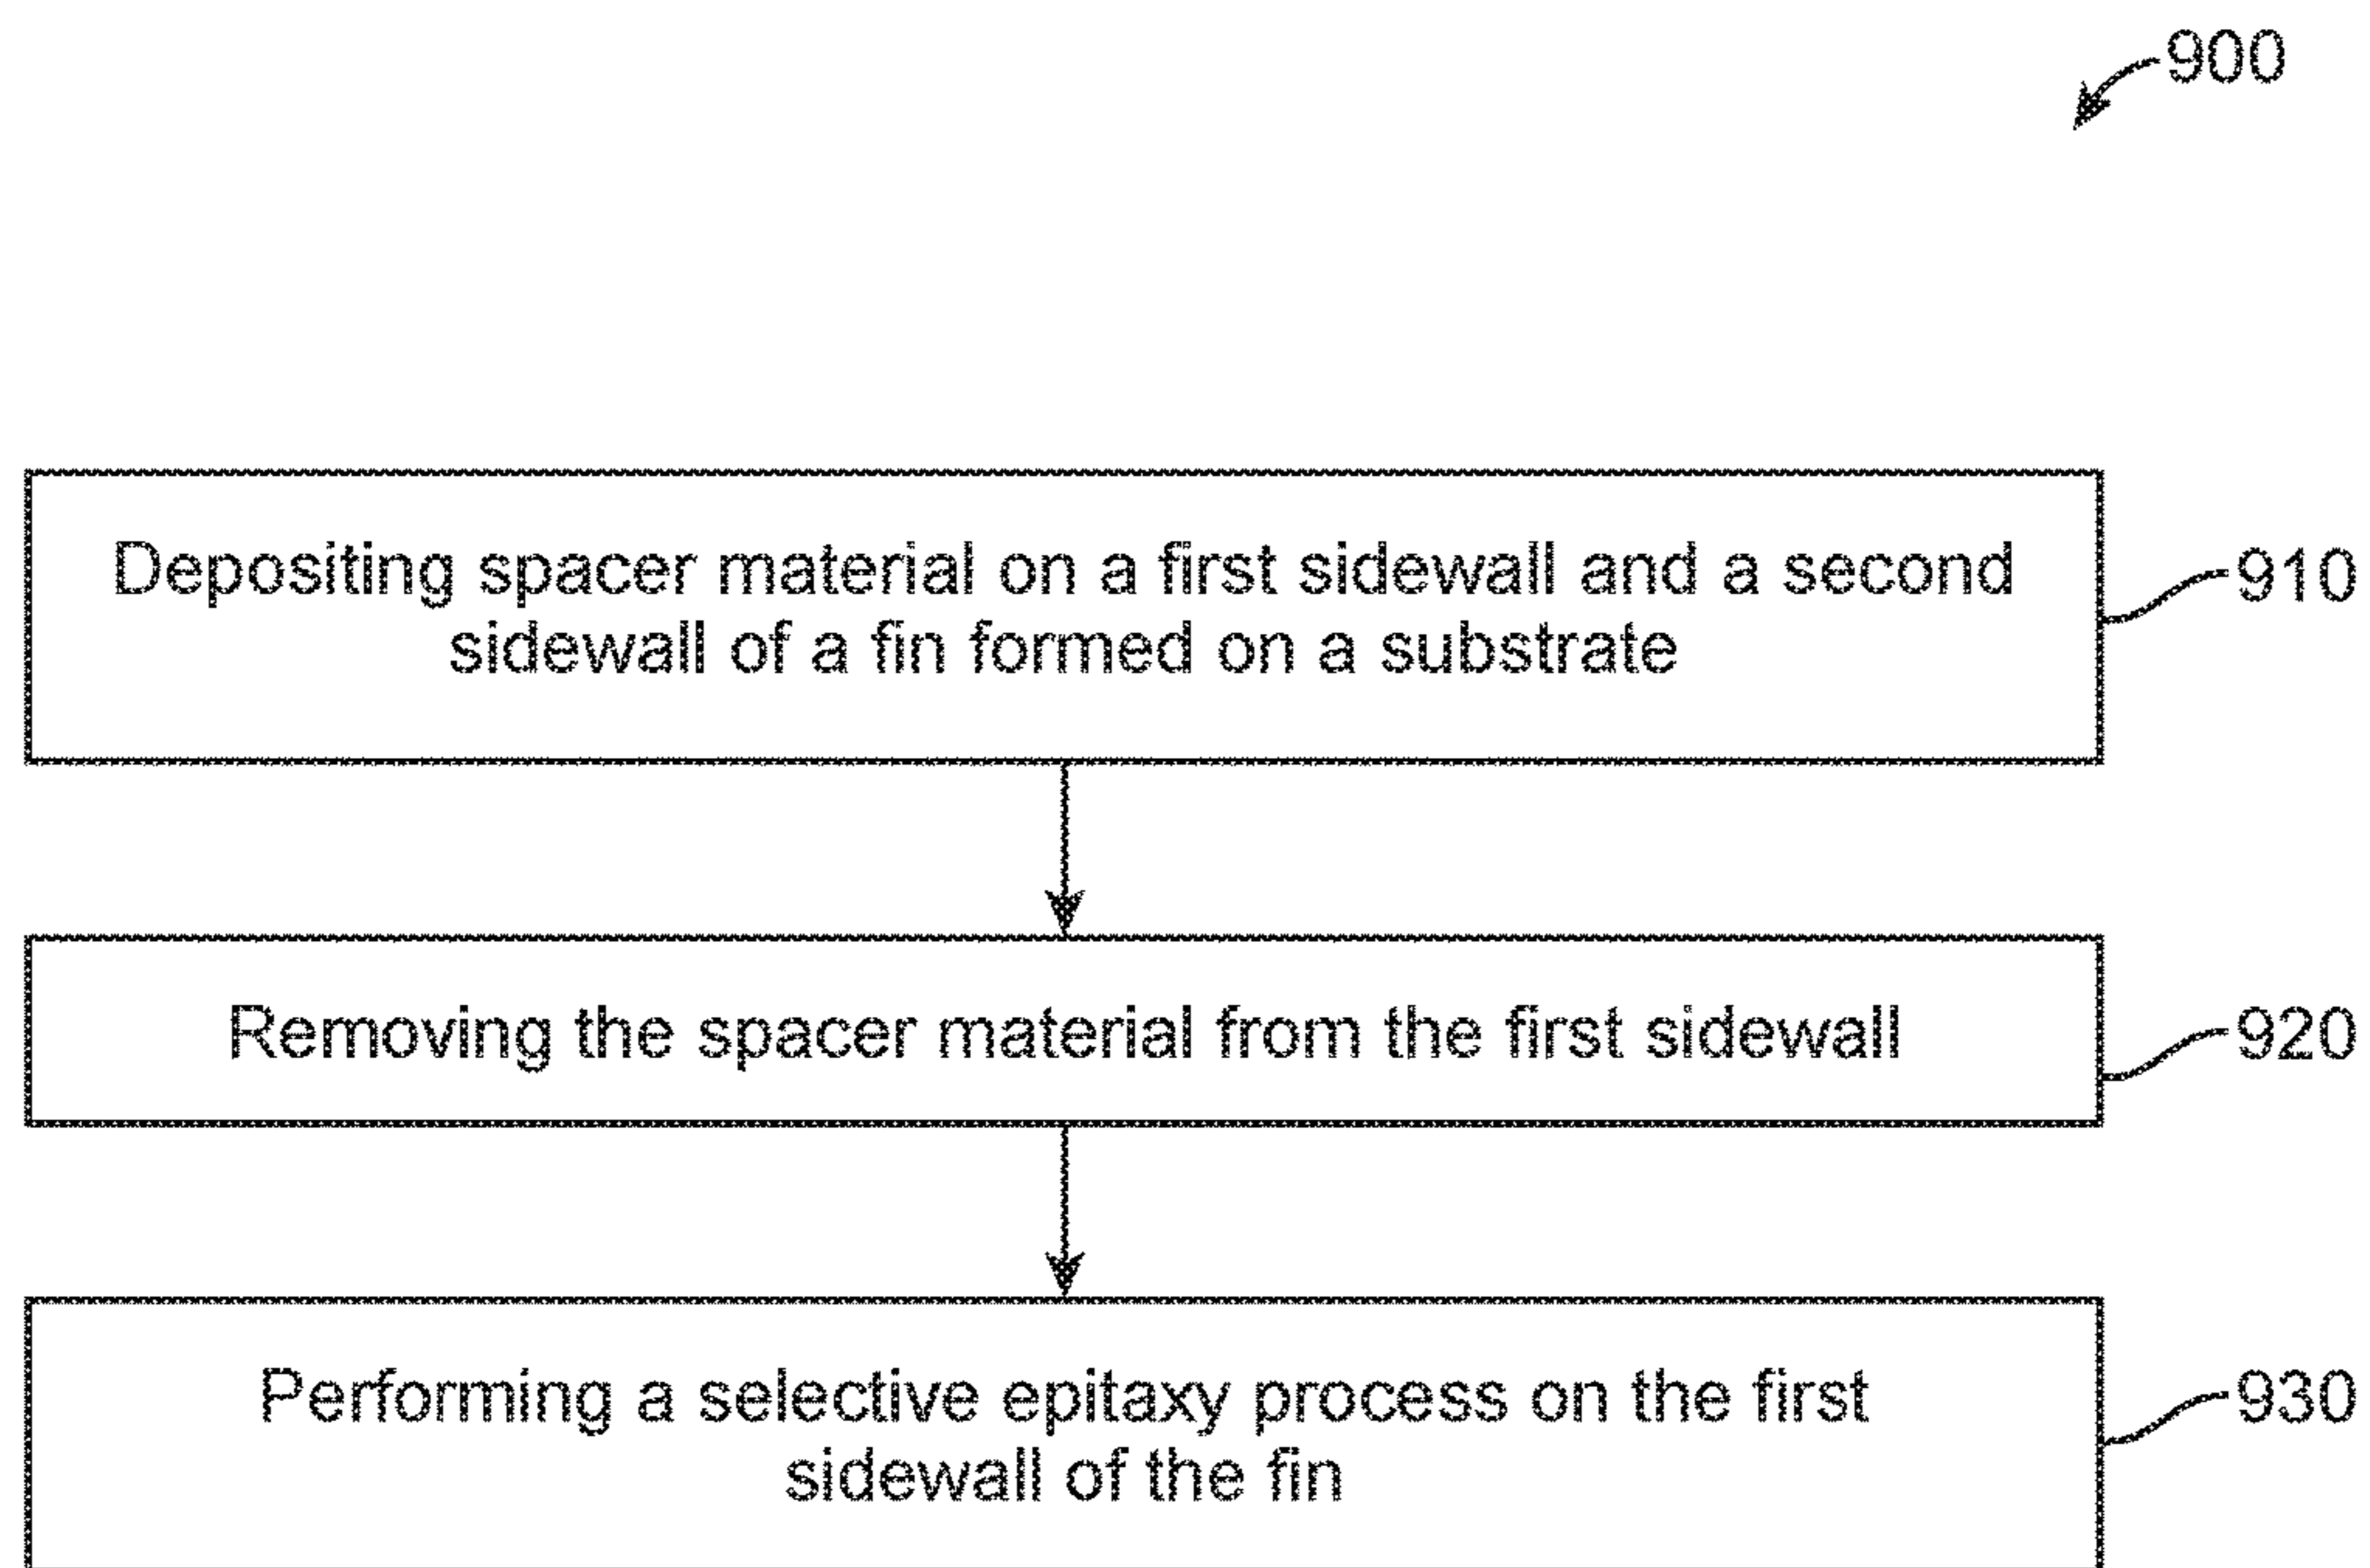 900
Depositing spacer material on a first sidewall and a second
sidewall of a fin formed on a substrate
910
Removing the spacer material from the first sidewall
920
Performing a selective epitaxy process on the first
sidewall of the fin
930